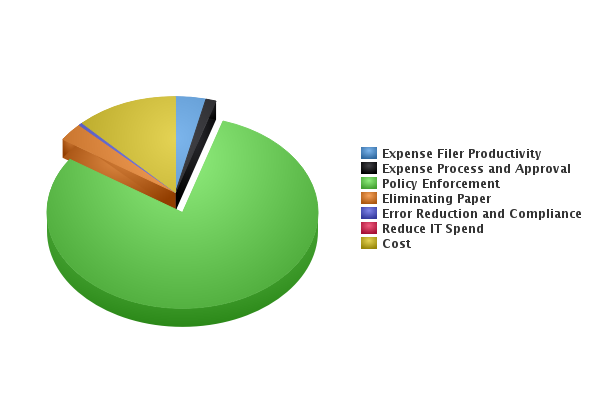 Expense Filer Productivity
Expense Process and Approval
Policy Enforcement
Eliminating Paper
Error Reduction and Compliance
Reduce IT Spend
Cost